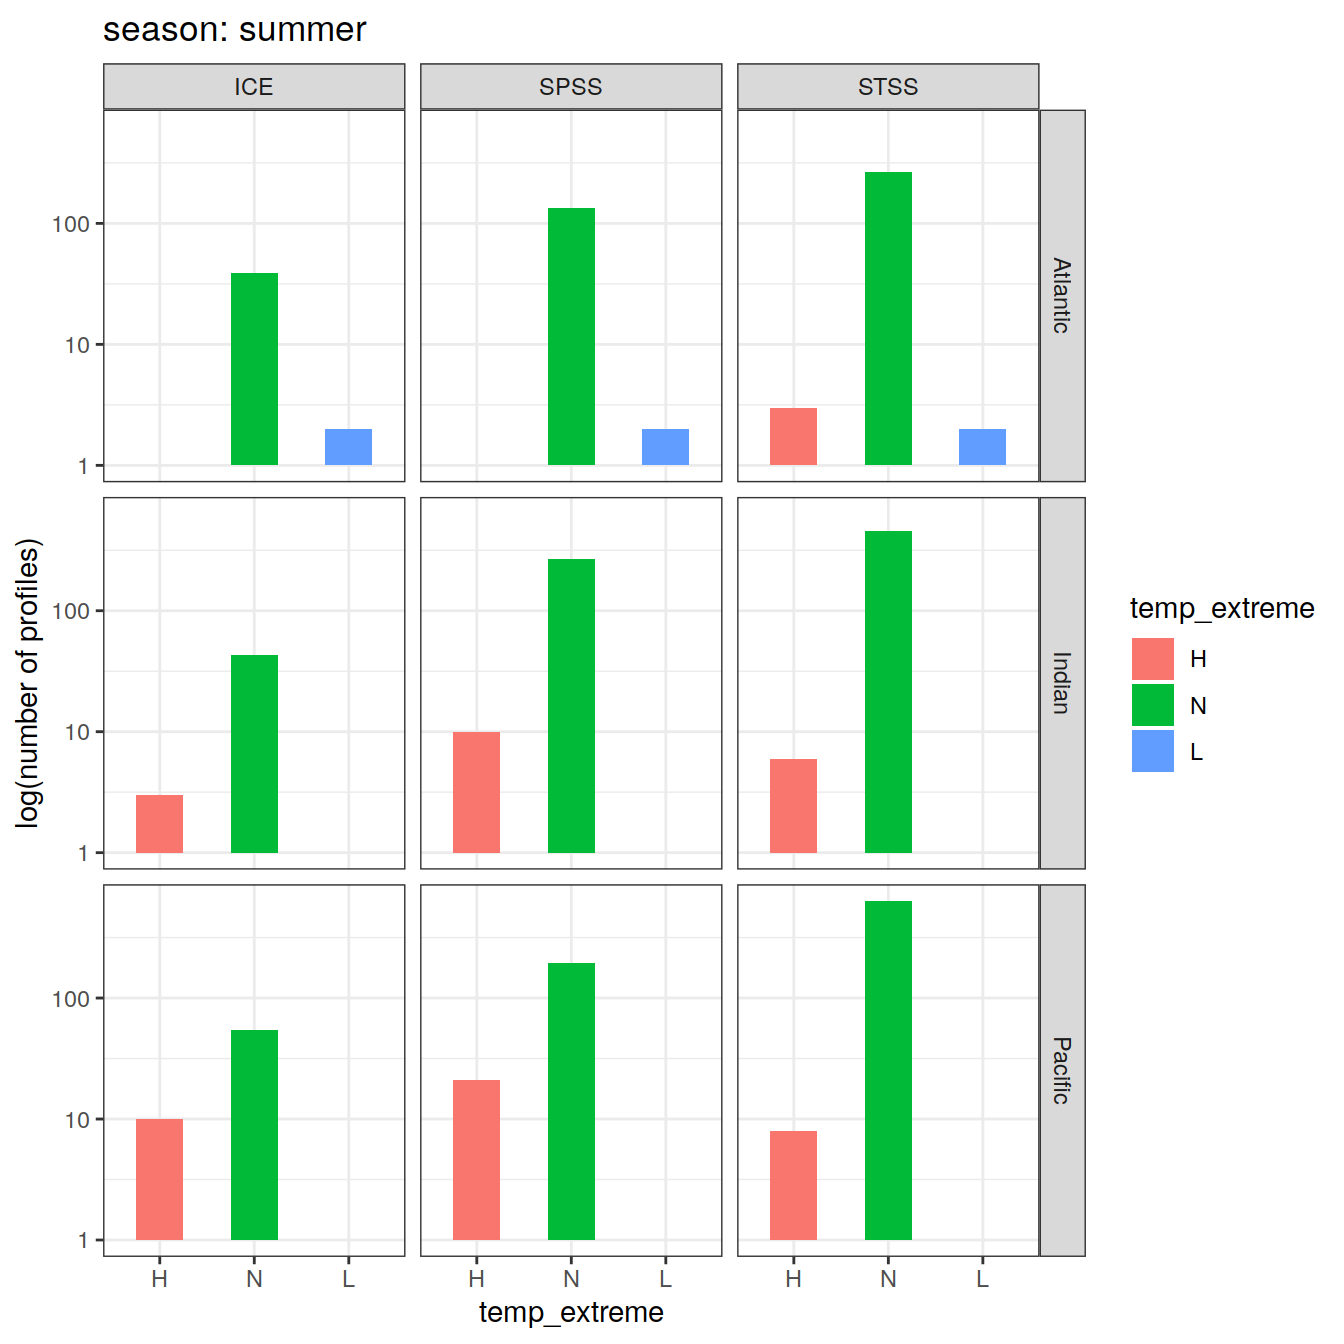 season: summer
ICE SPSS STSS
100
10
1
Atlantic
100
10
1
Indian
100
10
1
Pacific
log(number of profiles)
H N L H N L H N L
temp_extreme
temp_extreme
H
N
L